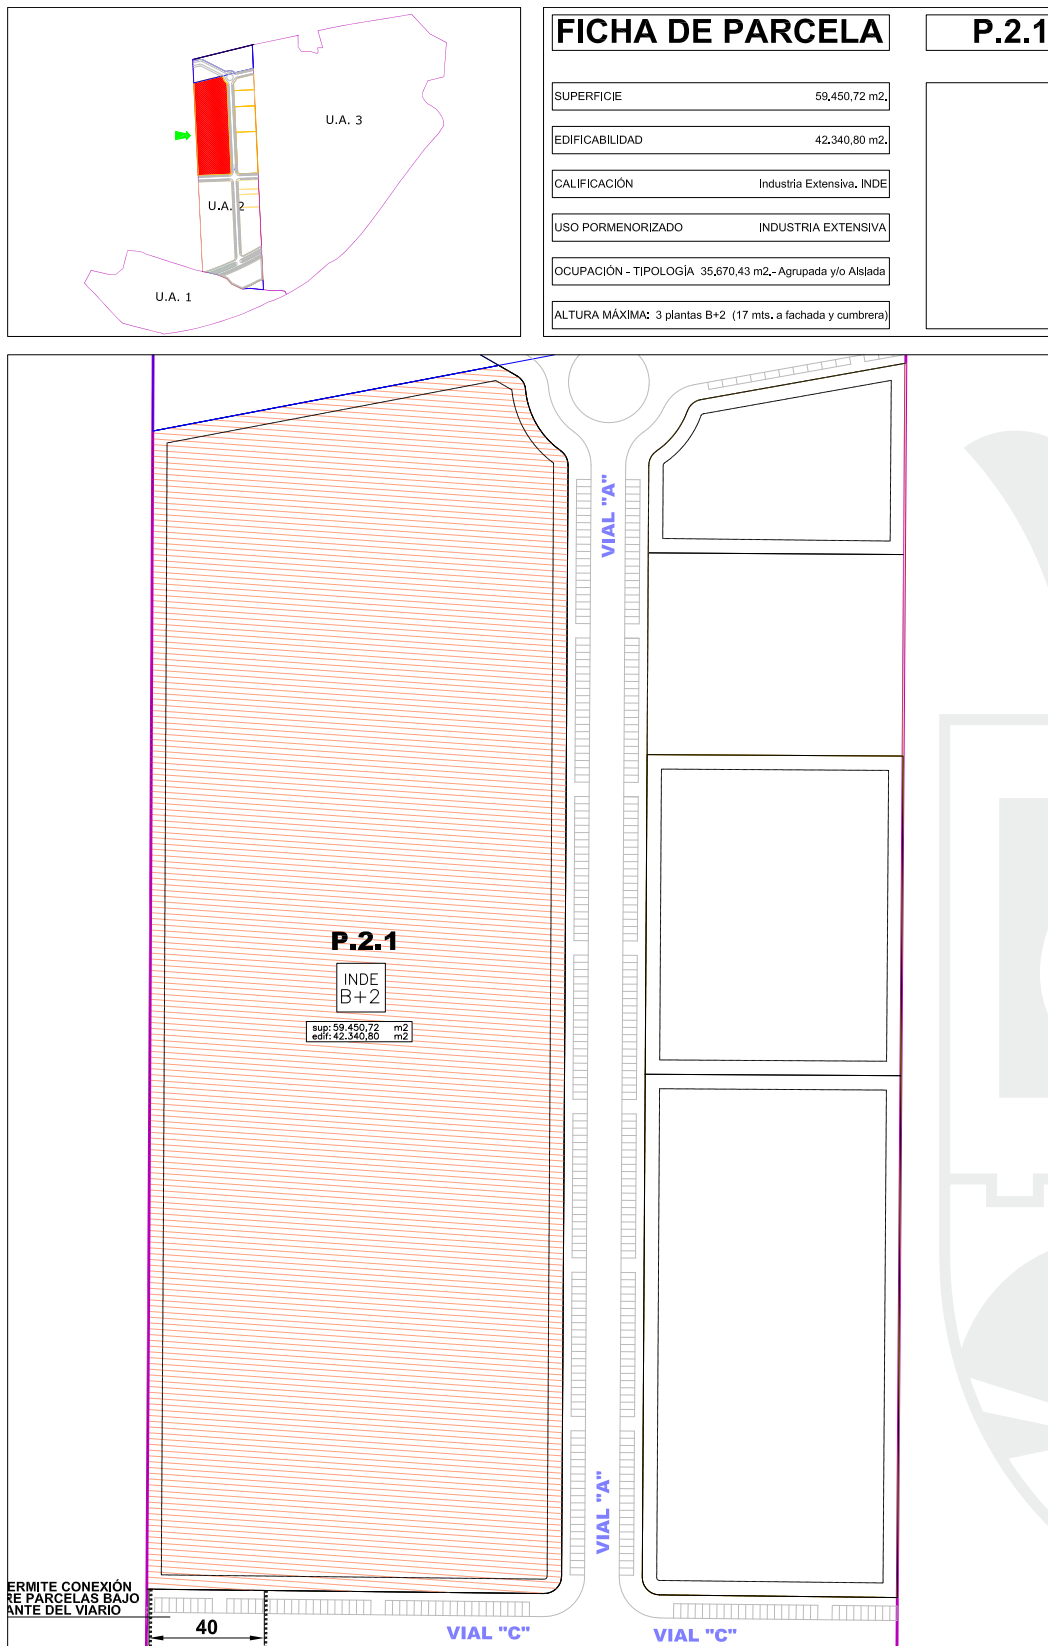 U.A. 3
U.A. 2
U.A. 1
FICHA DE PARCELA
P.2.1
SUPERFICIE 59.450,72 m2.
EDIFICABILIDAD 42.340,80 m2.
CALIFICACIÓN Industria Extensiva. INDE
USO PORMENORIZADO INDUSTRIA EXTENSIVA
OCUPACIÓN - TIPOLOGÍA 35.670,43 m2.- Agrupada y/o Aislada
ALTURA MÁXIMA: 3 plantas B+2 (17 mts. a fachada y cumbrera)
VIAL "A"
P.2.1
INDE
B+2
sup: 59.450,72 m2
edif: 42.340,80 m2
VIAL "A"
ERMITE CONEXIÓN
RE PARCELAS BAJO
ANTE DEL VIARIO
40
VIAL "C"
VIAL "C"